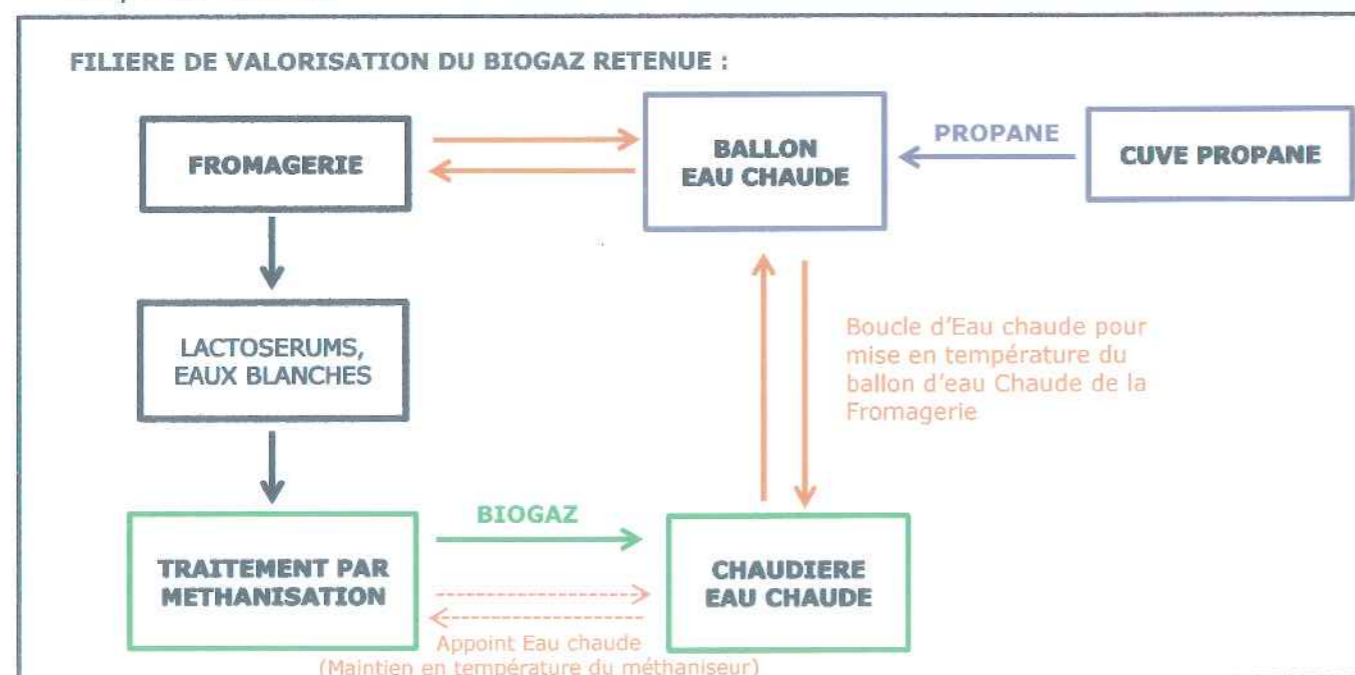 FILIERE DE VALORISATION DU BIOGAZ RETENUE :
FROMAGERIE
BALLON
EAU CHAUDE
PROPANE
CUVE PROPANE
LACTOSERUMS,
EAUX BLANCHES
Boucle d'Eau chaude pour
mise en température du
ballon d'eau Chaude de la
Fromagerie
BIOGAZ
TRAITEMENT PAR
METHANISATION
CHAUDIERE
EAU CHAUDE
Appoint Eau chaude
(Maintien en température du méthaniseur)